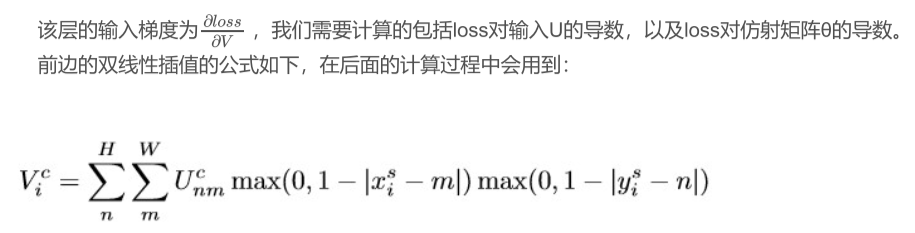 该层的输入梯度为 ∂loss/∂V ，我们需要计算的包括loss对输入U的导数，以及loss对仿射矩阵θ的导数。
前边的双线性插值的公式如下，在后面的计算过程中会用到：
V_i^c = ∑_n^H ∑_m^W U_{nm}^c max(0, 1 − |x_i^s − m|) max(0, 1 − |y_i^s − n|)